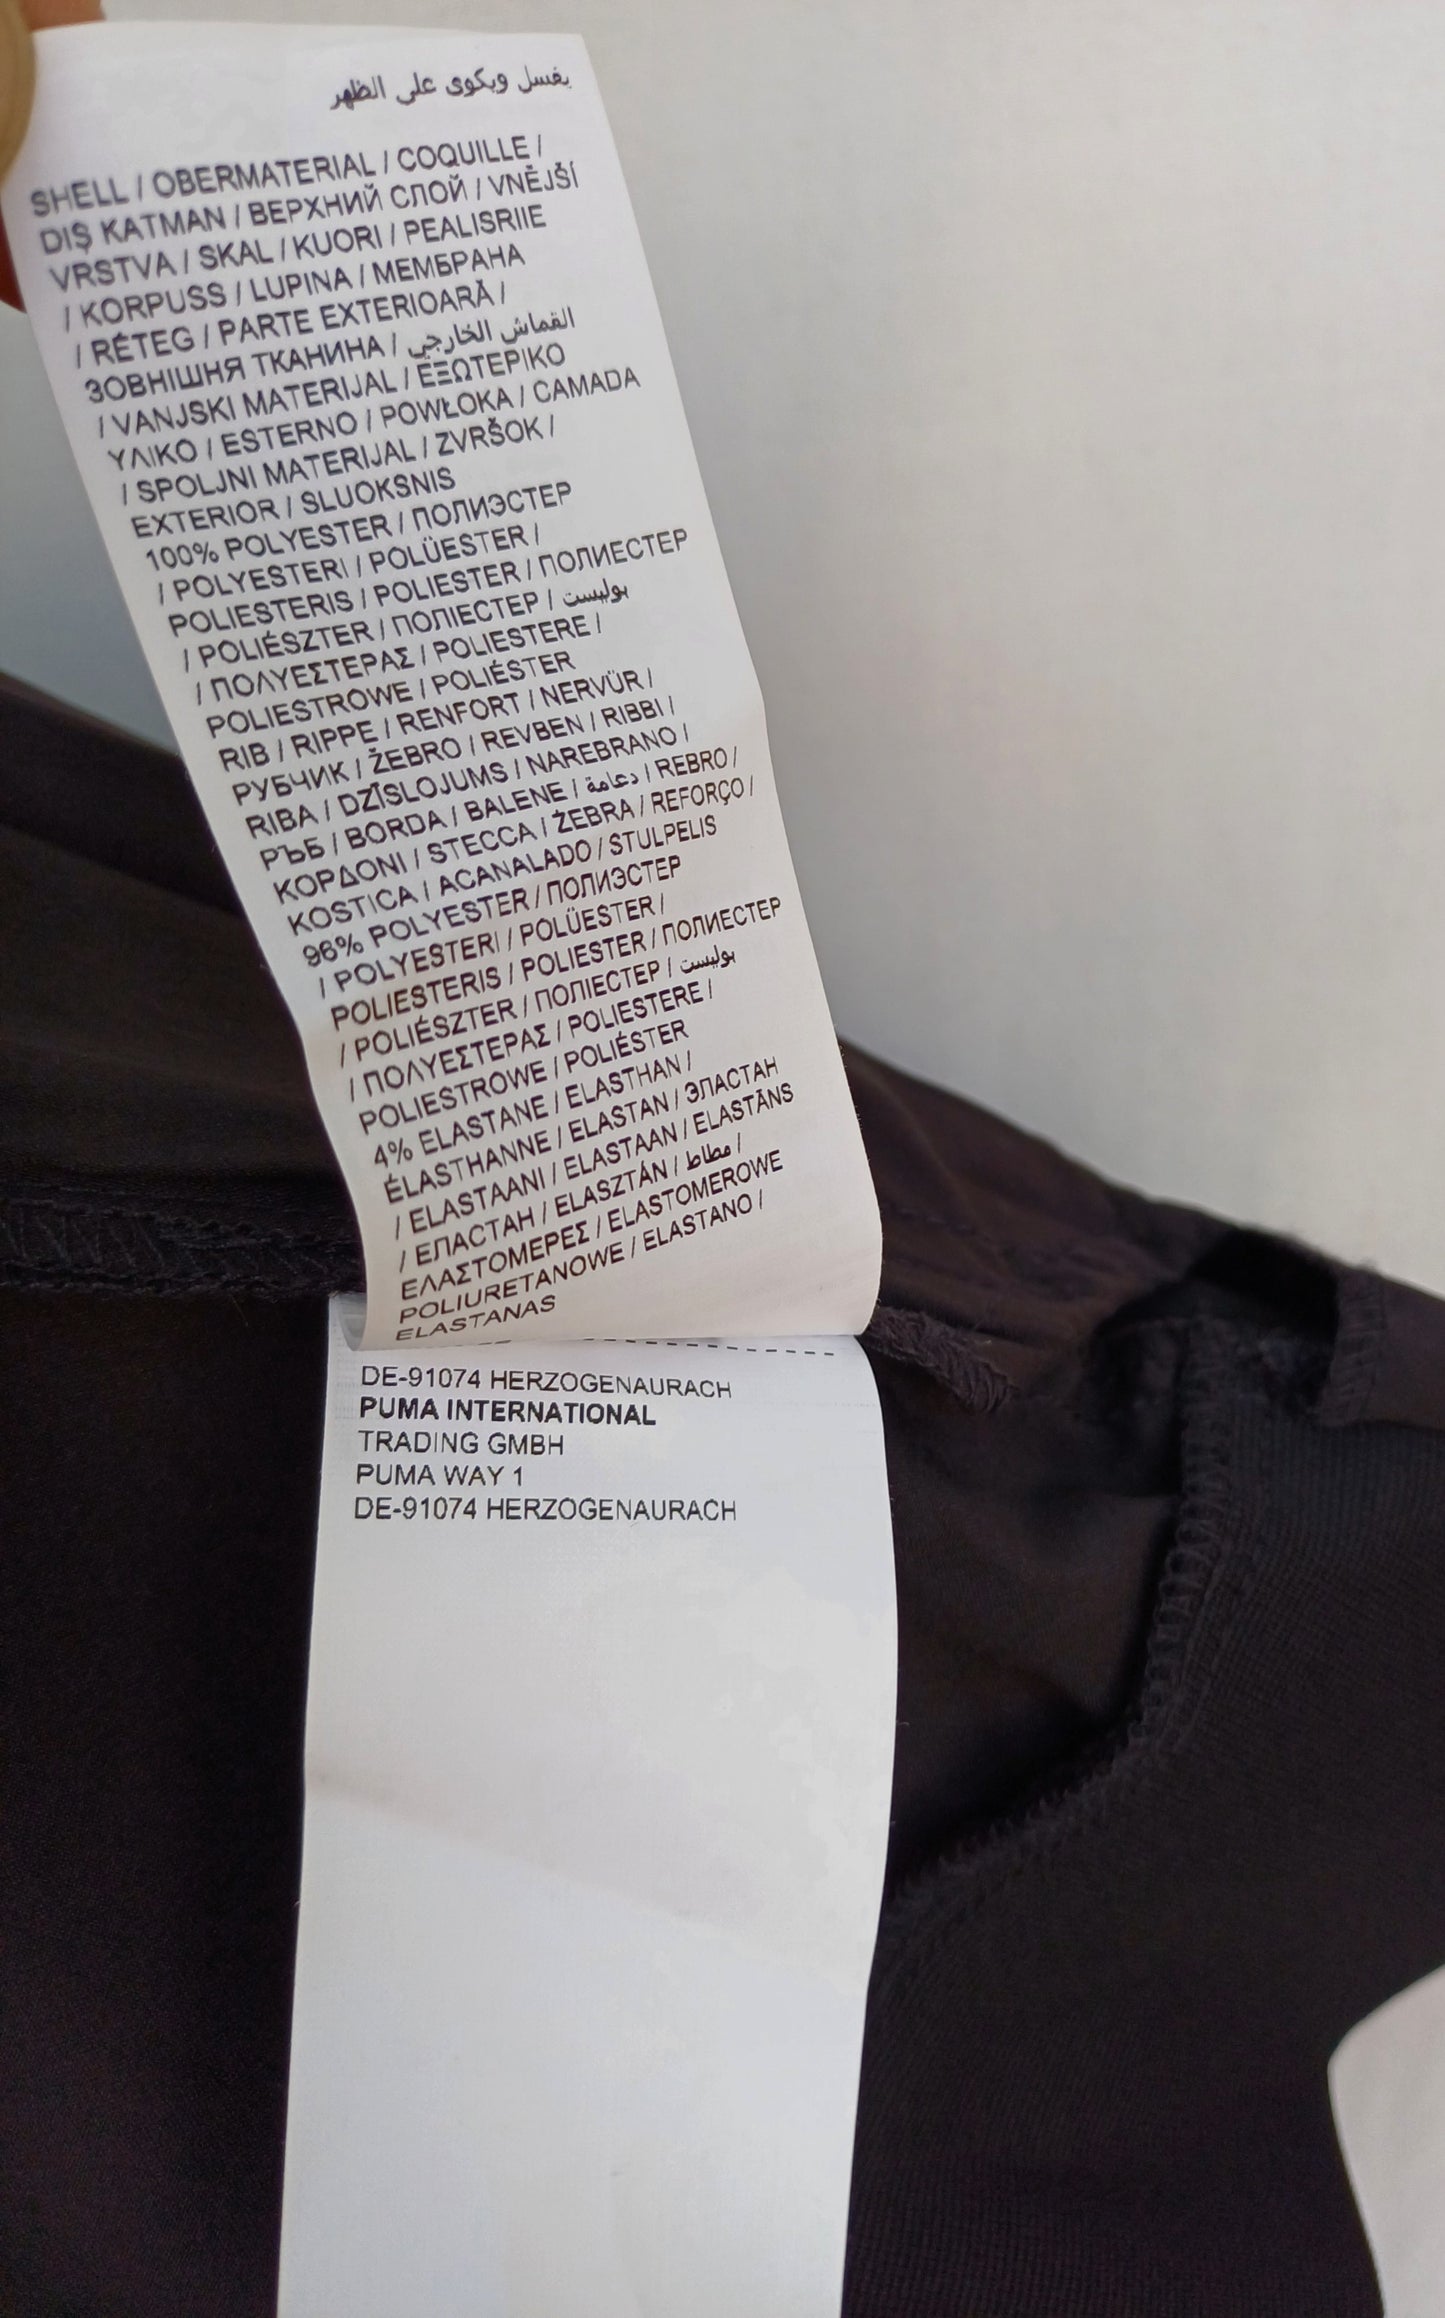 يغسل ويكوى على الظهر
SHELL / OBERMATERIAL / COQUILLE /
DIŞ KATMAN / ВЕРХНИЙ СЛОЙ / VNĚJŠÍ
VRSTVA / SKAL / KUORI / PEALISRIIE
/ KORPUSS / LUPINA / МЕМБРАНА
/ RÉTEG / PARTE EXTERIOARĂ /
ЗОВНІШНЯ ТКАНИНА / القماش الخارجي
/ VANJSKI MATERIJAL / ΕΞΩΤΕΡΙΚΟ
ΥΛΙΚΟ / ESTERNO / POWŁOKA / CAMADA
/ SPOLJNI MATERIJAL / ZVRŠOK /
EXTERIOR / SLUOKSNIS
100% POLYESTER / ПОЛИЭСТЕР
/ POLYESTERI / POLÜESTER /
POLIESTERIS / POLIESTER / ПОЛИЕСТЕР
/ POLIÉSZTER / ПОЛІЕСТЕР / بوليست
/ ΠΟΛΥΕΣΤΕΡΑΣ / POLIESTERE /
POLIESTROWE / POLIÉSTER
RIB / RIPPE / RENFORT / NERVÜR /
РУБЧИК / ŽEBRO / REVBEN / RIBBI /
RIBA / DZĪSLOJUMS / NAREBRANO /
РЪБ / BORDA / BALENE / دعامة / REBRO /
ΚΟΡΔΟΝΙ / STECCA / ŻEBRA / REFORÇO /
KOSTICA / ACANALADO / STULPELIS
96% POLYESTER / ПОЛИЭСТЕР
/ POLYESTERI / POLÜESTER /
POLIESTERIS / POLIESTER / ПОЛИЕСТЕР
/ POLIÉSZTER / ПОЛІЕСТЕР / بوليست
/ ΠΟΛΥΕΣΤΕΡΑΣ / POLIESTERE /
POLIESTROWE / POLIÉSTER
4% ELASTANE / ELASTHAN /
ÉLASTHANNE / ELASTAN / ЭЛАСТАН
/ ELASTAANI / ELASTAAN / ELASTĀNS
/ ЕЛАСТАН / ELASZTÁN / مطاط /
ΕΛΑΣΤΟΜΕΡΕΣ / ELASTOMEROWE
POLIURETANOWE / ELASTANO /
ELASTANAS
DE-91074 HERZOGENAURACH
PUMA INTERNATIONAL
TRADING GMBH
PUMA WAY 1
DE-91074 HERZOGENAURACH